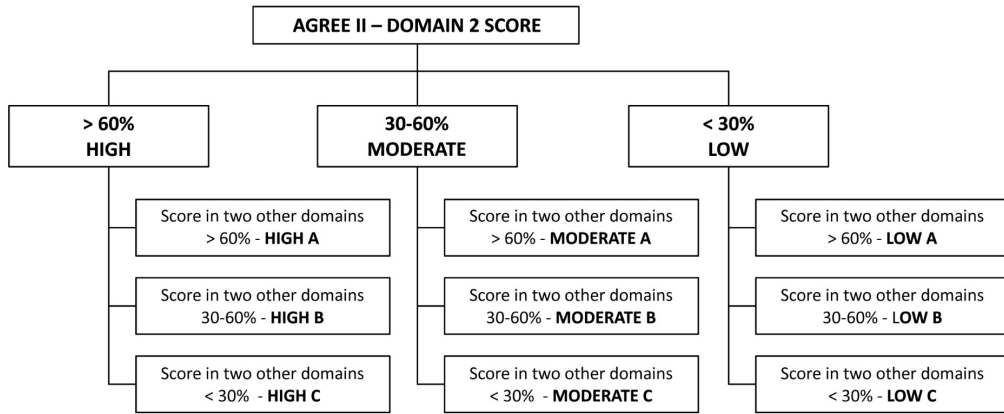 AGREE II – DOMAIN 2 SCORE
> 60%
HIGH
30-60%
MODERATE
< 30%
LOW
Score in two other domains
> 60% - HIGH A
Score in two other domains
> 60% - MODERATE A
Score in two other domains
> 60% - LOW A
Score in two other domains
30-60% - HIGH B
Score in two other domains
30-60% - MODERATE B
Score in two other domains
30-60% - LOW B
Score in two other domains
< 30% - HIGH C
Score in two other domains
< 30% - MODERATE C
Score in two other domains
< 30% - LOW C